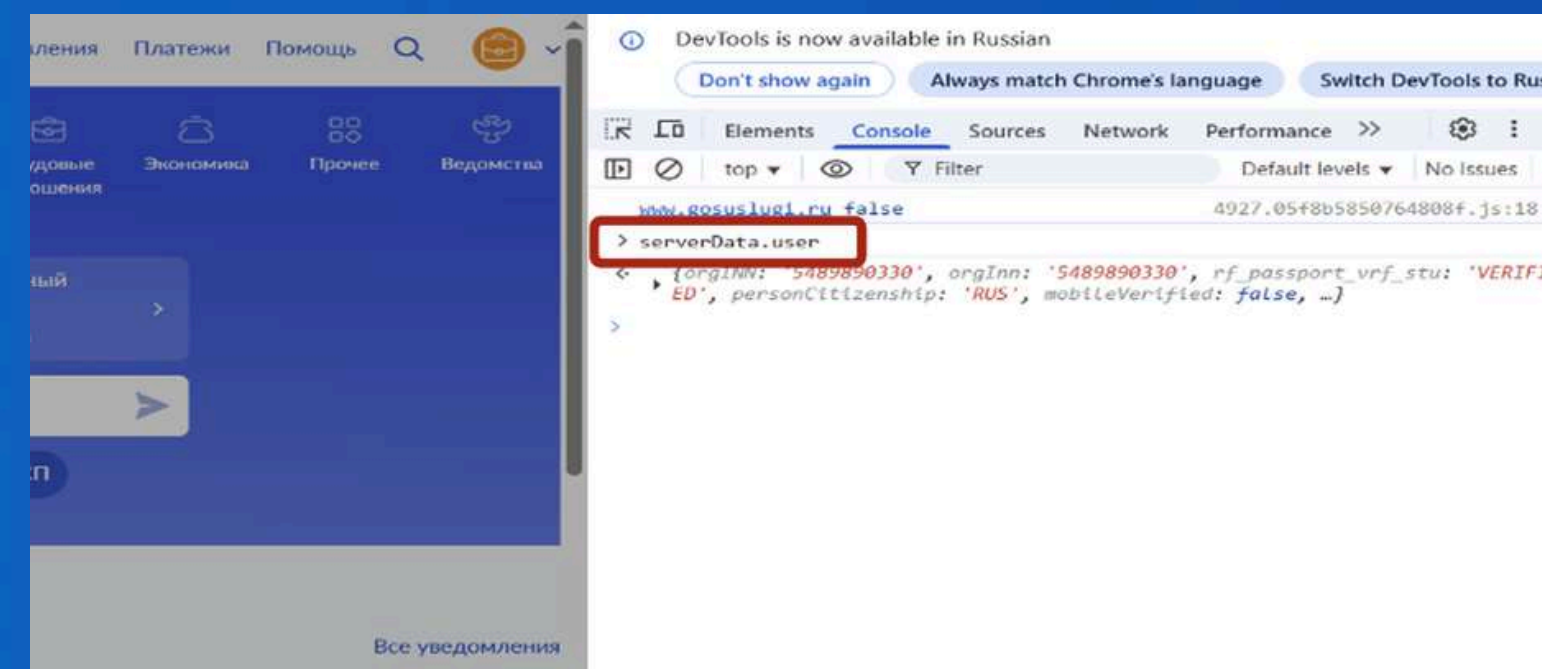 ления Платежи Помощь
удовые
ошения
Экономика
Прочее
Ведомства
ный
СП
Все уведомления
DevTools is now available in Russian
Don't show again Always match Chrome's language Switch DevTools to Rus
Elements Console Sources Network Performance >>
top Filter Default levels No Issues
www.gosuslugi.ru false 4927.05f8b5850764808f.js:18
> serverData.user
{orgINN: '5489890330', orgInn: '5489890330', rf_passport_vrf_stu: 'VERIFI
ED', personCitizenship: 'RUS', mobileVerified: false, …}
>